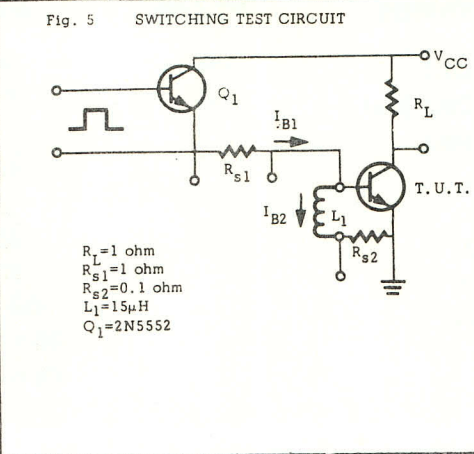 Fig. 5 SWITCHING TEST CIRCUIT
VCC
Q1
RL
IB1
Rs1
T.U.T.
IB2
L1
Rs2
RL=1 ohm
Rs1=1 ohm
Rs2=0.1 ohm
L1=15μH
Q1=2N5552